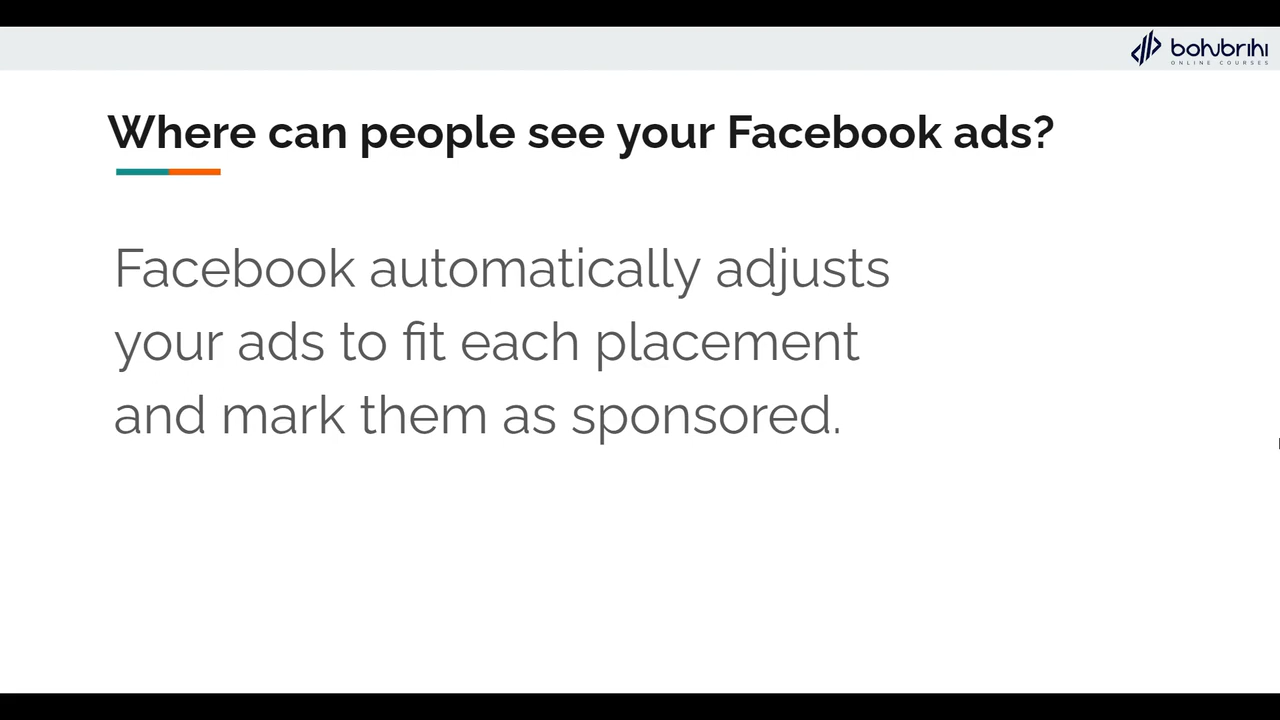 bohubrihi
ONLINE COURSES
Where can people see your Facebook ads?
Facebook automatically adjusts
your ads to fit each placement
and mark them as sponsored.